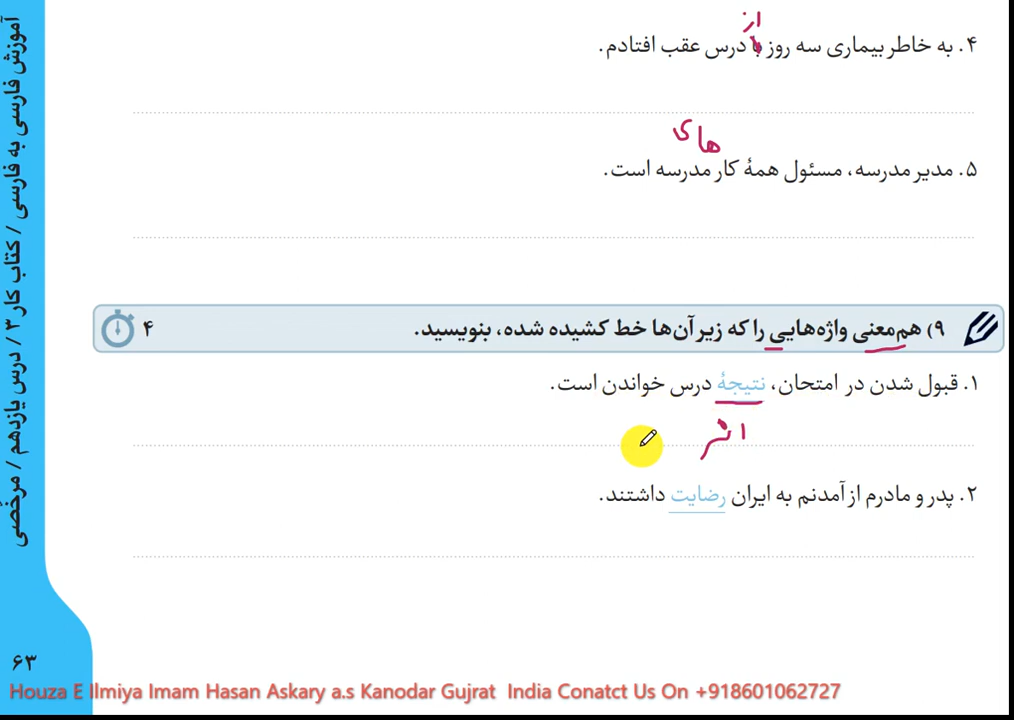 از
۴. به خاطر بیماری سه روز با درس عقب افتادم.
های
۵. مدیر مدرسه، مسئول همهٔ کار مدرسه است.
۹) هم‌معنی واژه‌هایی را که زیر آن‌ها خط کشیده شده، بنویسید. ۴
۱. قبول شدن در امتحان، نتیجهٔ درس خواندن است.
اثر
۲. پدر و مادرم از آمدنم به ایران رضایت داشتند.
آموزش فارسی به فارسی / کتاب کار ۳ / درس یازدهم / مرخّصی
۶۳
Houza E Ilmiya Imam Hasan Askary a.s Kanodar Gujrat India Conatct Us On +918601062727